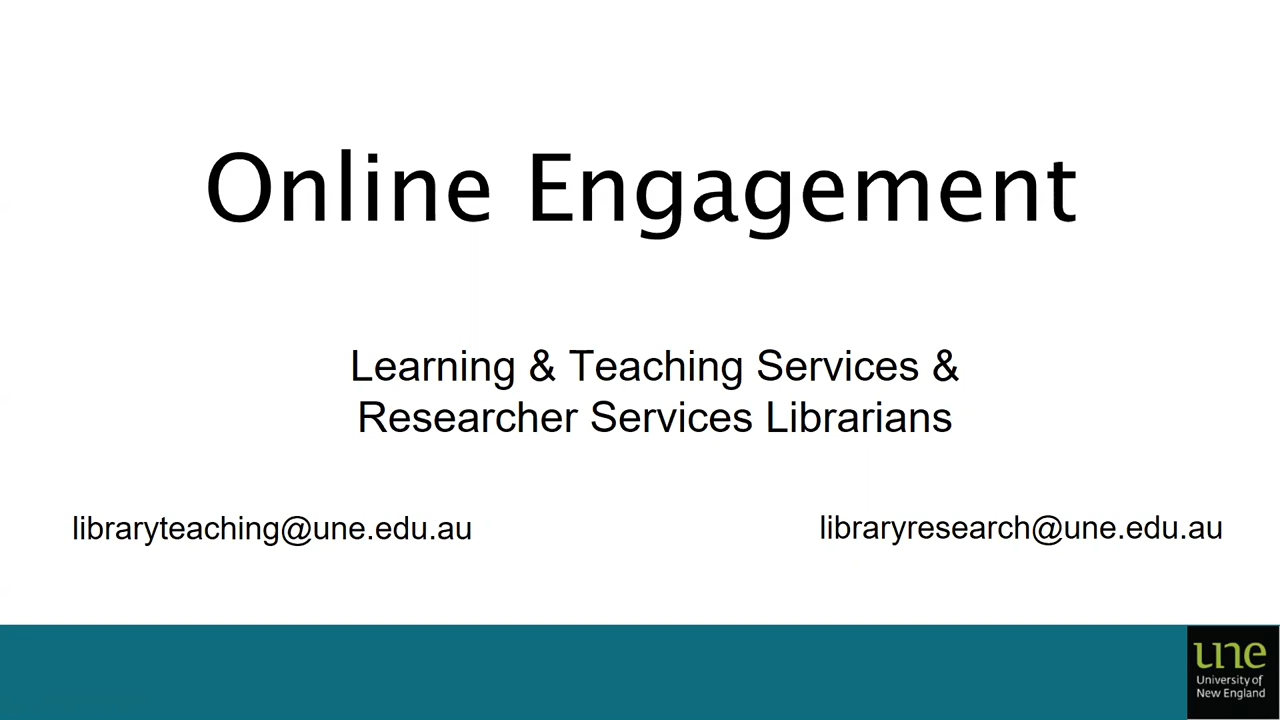 Online Engagement
Learning & Teaching Services &
Researcher Services Librarians
libraryteaching@une.edu.au
libraryresearch@une.edu.au
une
University of
New England